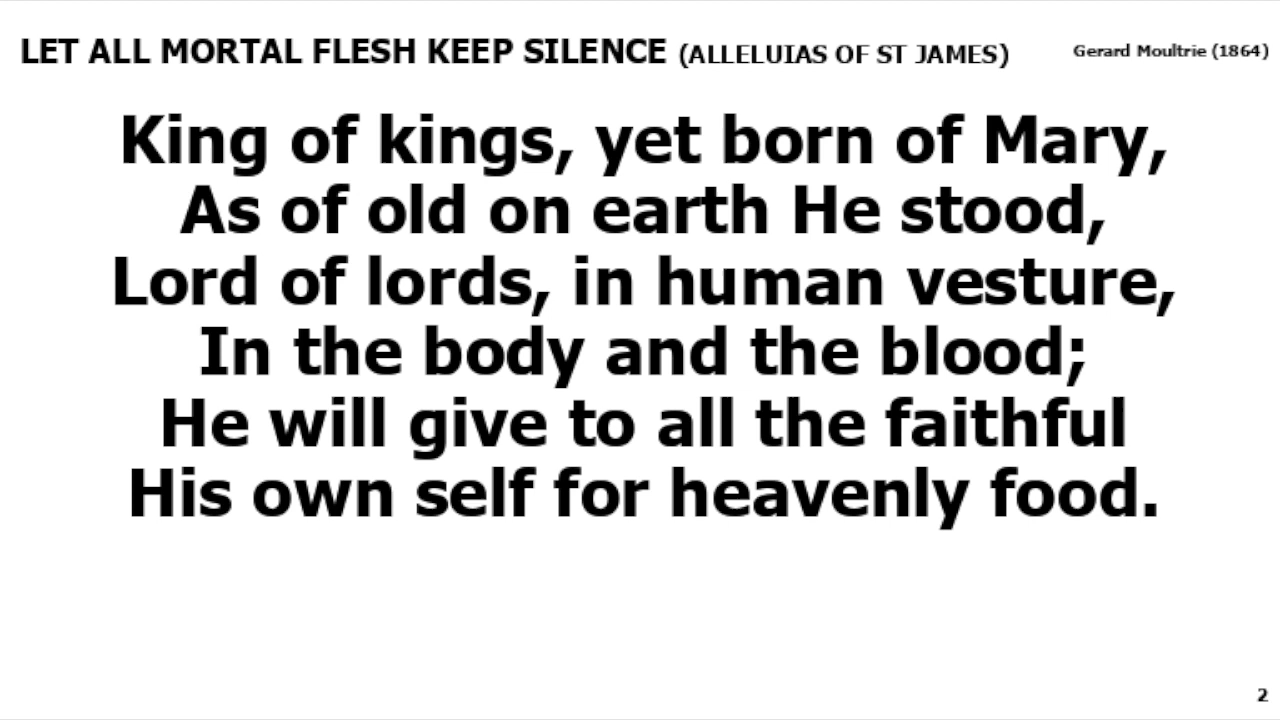 LET ALL MORTAL FLESH KEEP SILENCE (ALLELUIAS OF ST JAMES) Gerard Moultrie (1864)
King of kings, yet born of Mary,
As of old on earth He stood,
Lord of lords, in human vesture,
In the body and the blood;
He will give to all the faithful
His own self for heavenly food.
2